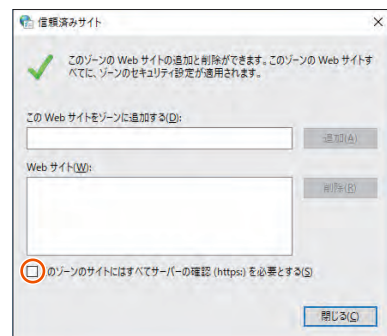 信頼済みサイト
このゾーンの Web サイトの追加と削除ができます。このゾーンの Web サイトす
べてに、ゾーンのセキュリティ設定が適用されます。
この Web サイトをゾーンに追加する(D):
追加(A)
Web サイト(W):
削除(R)
のゾーンのサイトにはすべてサーバーの確認 (https:) を必要とする(S)
閉じる(C)